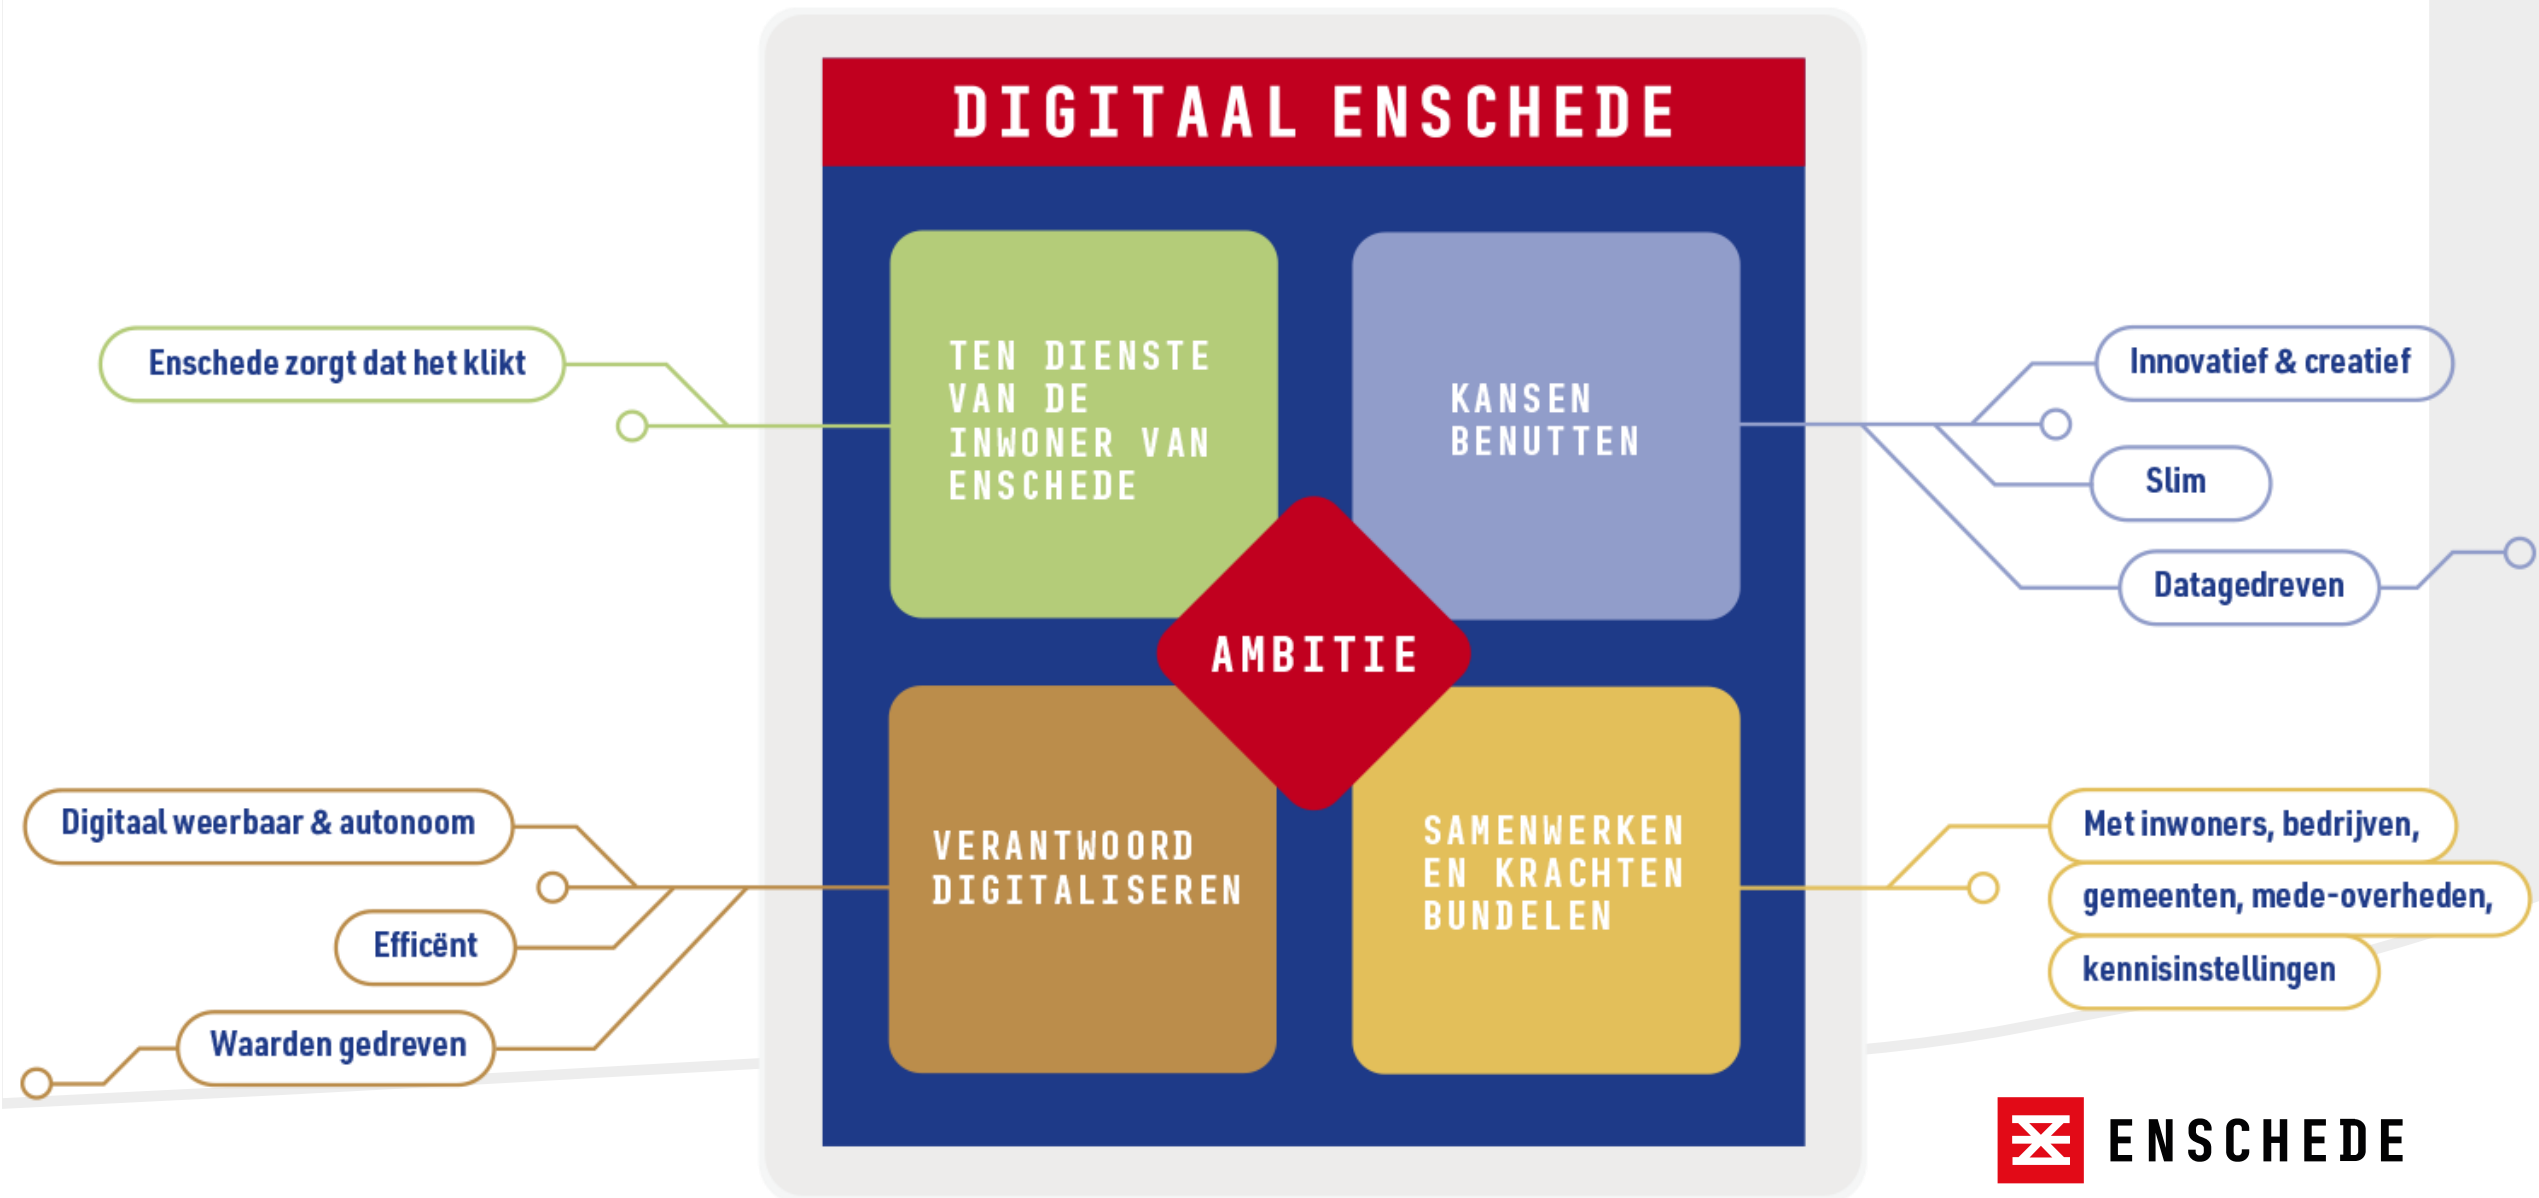 DIGITAAL ENSCHEDE
Enschede zorgt dat het klikt
TEN DIENSTE
VAN DE
INWONER VAN
ENSCHEDE
KANSEN
BENUTTEN
Innovatief & creatief
Slim
Datagedreven
AMBITIE
Digitaal weerbaar & autonoom
Efficënt
Waarden gedreven
VERANTWOORD
DIGITALISEREN
SAMENWERKEN
EN KRACHTEN
BUNDELEN
Met inwoners, bedrijven,
gemeenten, mede-overheden,
kennisinstellingen
ENSCHEDE